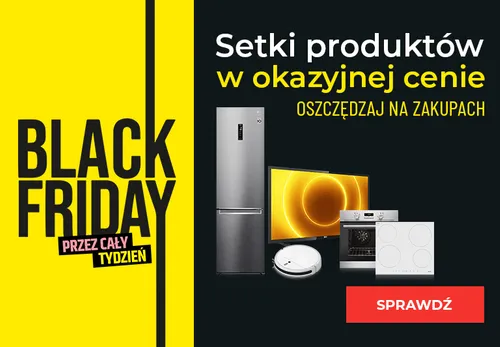 BLACK
FRIDAY
PRZEZ CAŁY
TYDZIEŃ
Setki produktów
w okazyjnej cenie
OSZCZĘDZAJ NA ZAKUPACH
SPRAWDŹ